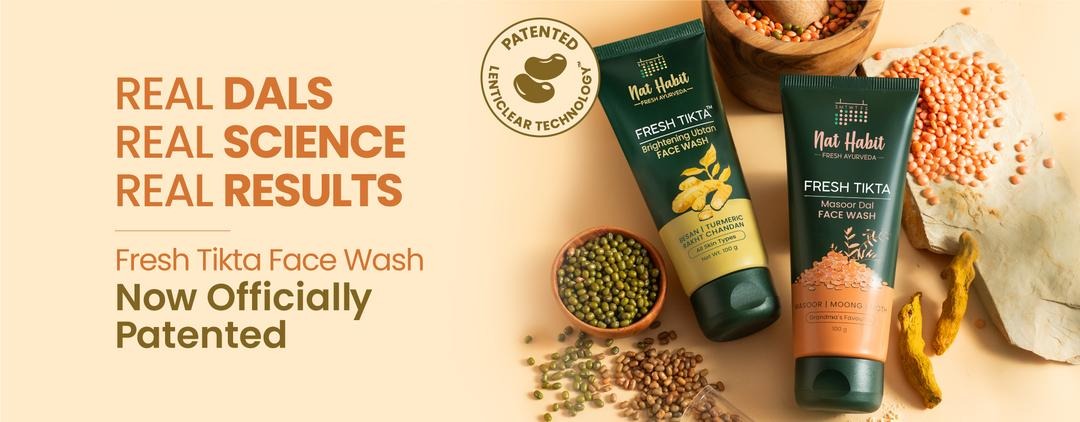 REAL DALS
REAL SCIENCE
REAL RESULTS
Fresh Tikta Face Wash
Now Officially
Patented
PATENTED
LENTICLEAR TECHNOLOGY™
Nat Habit
FRESH AYURVEDA
FRESH TIKTA™
Brightening Ubtan
FACE WASH
BESAN | TURMERIC
RAKHT CHANDAN
All Skin Types
Net Wt. 100 g
Nat Habit
FRESH AYURVEDA
FRESH TIKTA
Masoor Dal
FACE WASH
MASOOR | MOONG
Grandma's
100 g